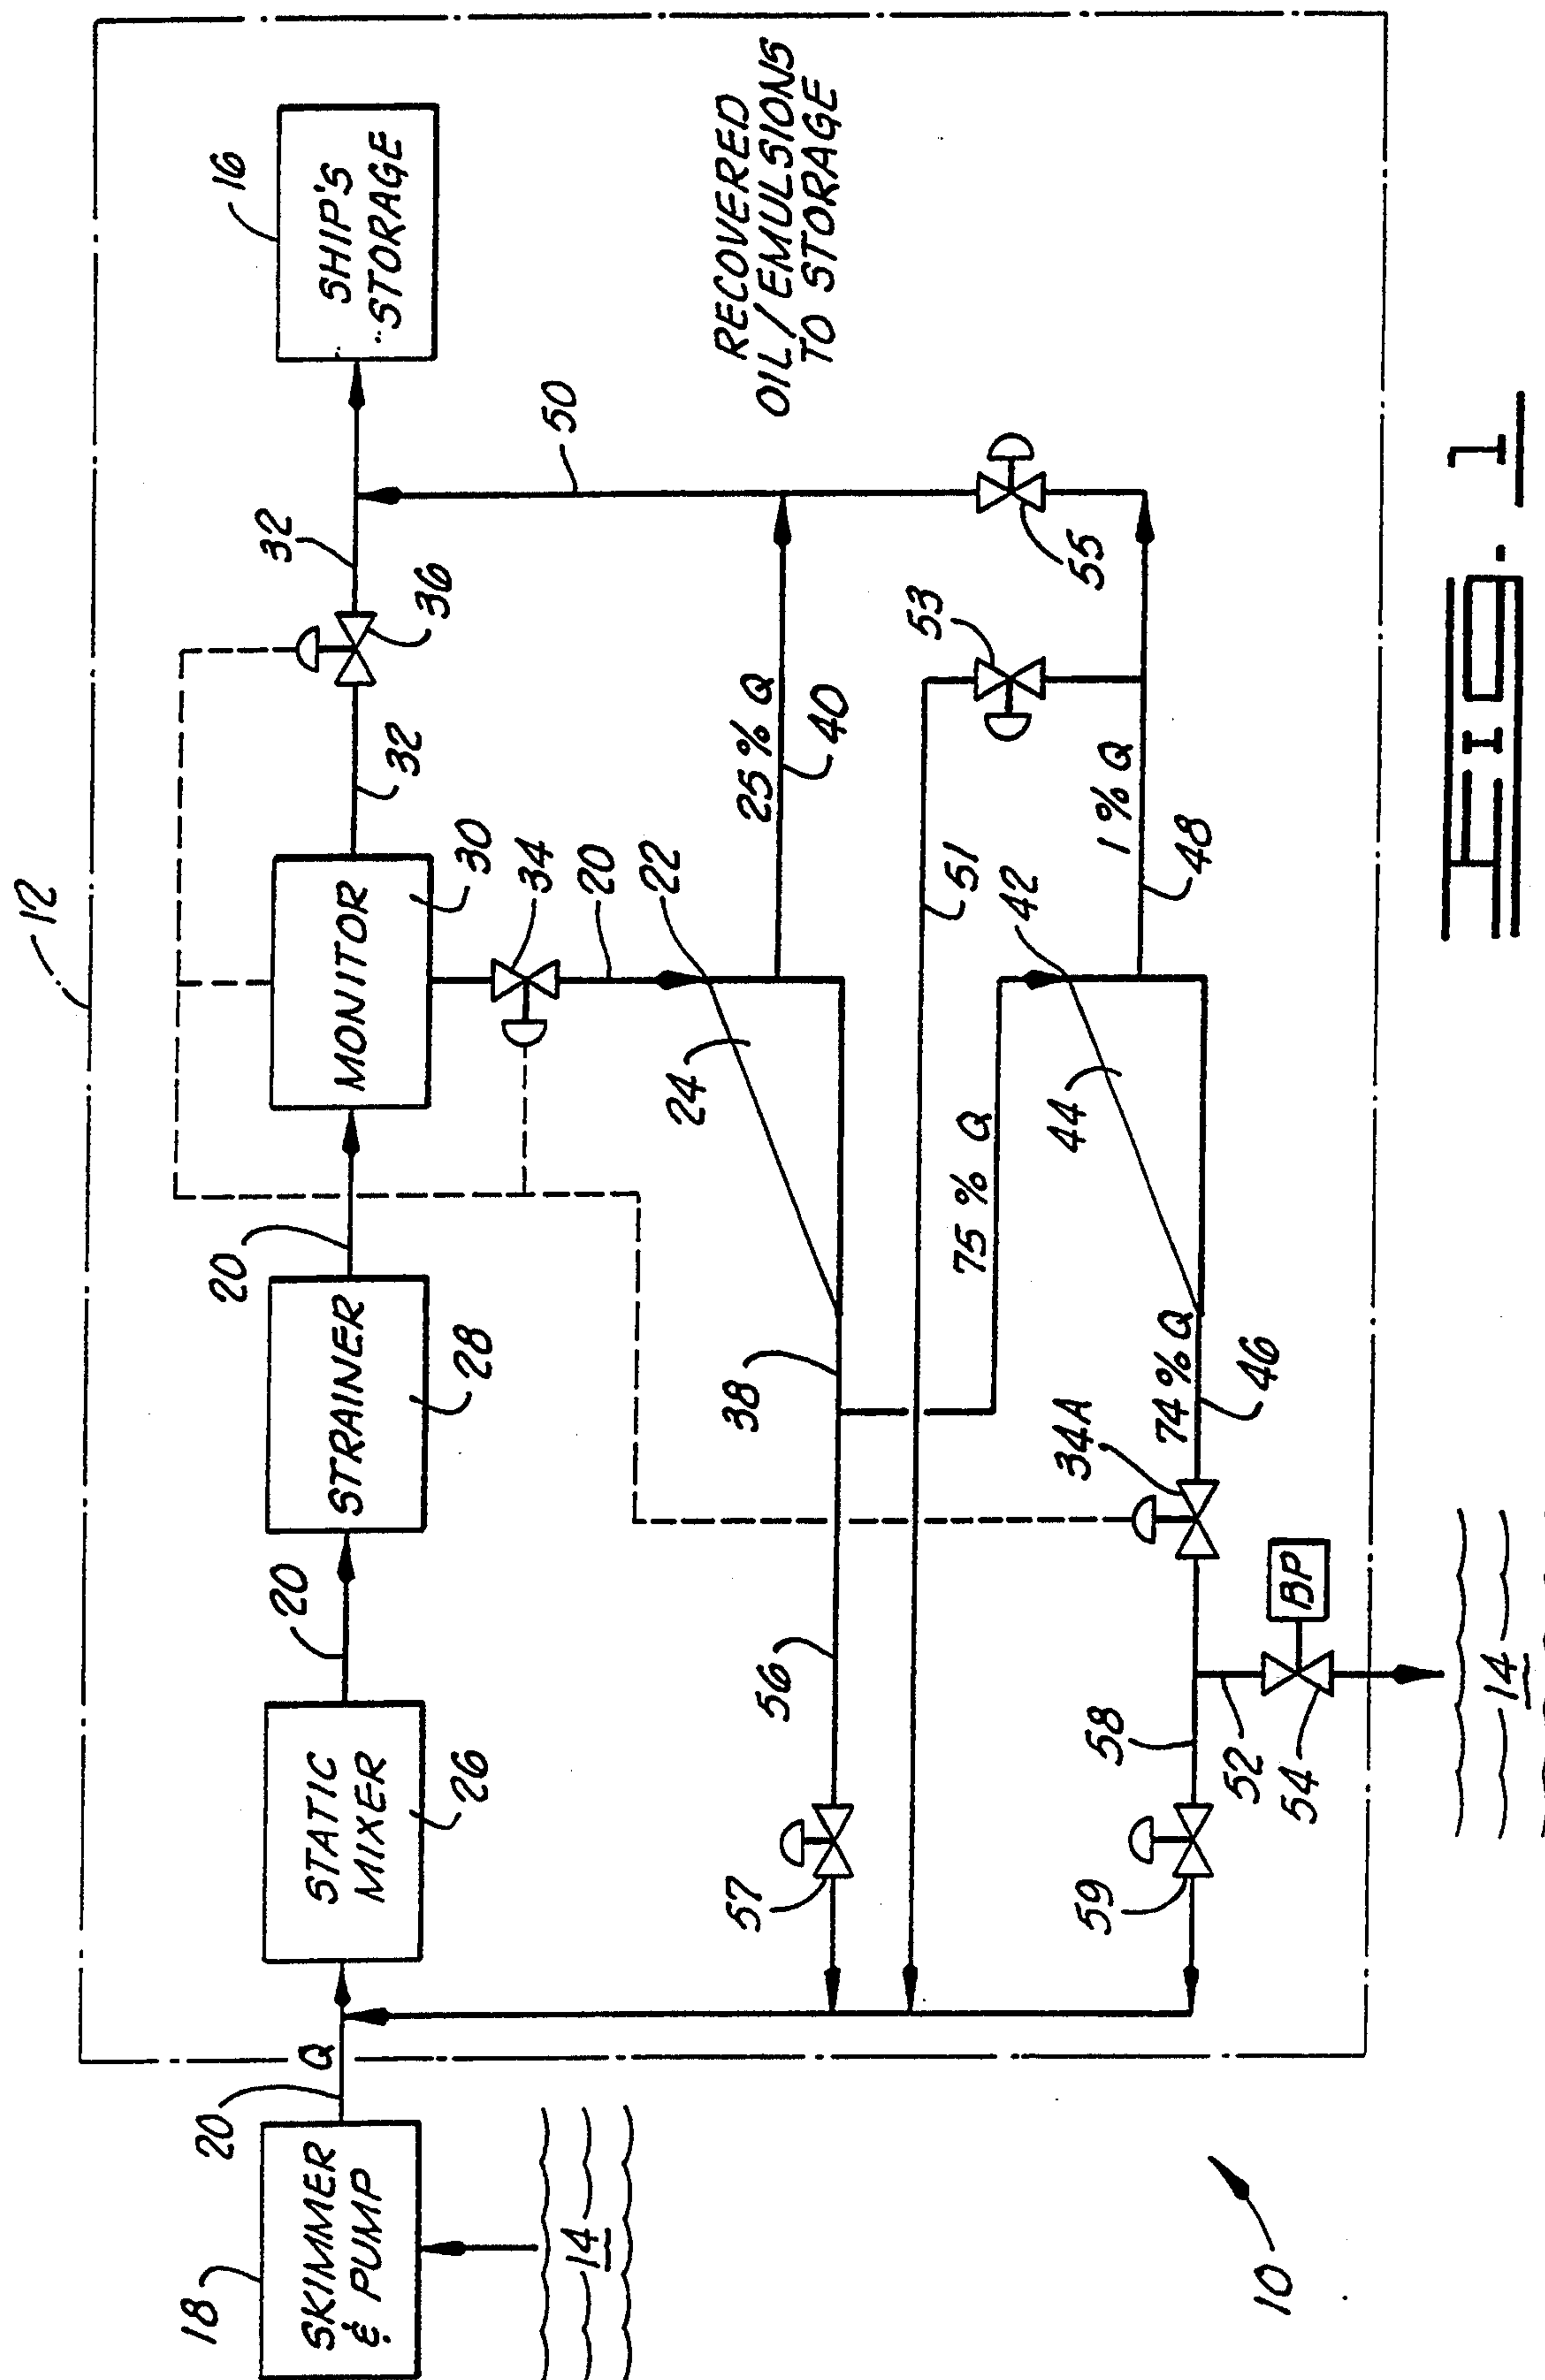 12
16
SHIP'S
STORAGE
32
36
32
MONITOR
30
34
20
22
24
20
STRAINER
28
20
STATIC
MIXER
26
Q
20
18
SKIMMER
& PUMP
14
RECOVERED
OIL / EMULSIONS
TO STORAGE
50
25 % Q
40
53
55
51
42
1 % Q
48
75 % Q
44
38
74 % Q
46
34A
56
57
58
59
52
54
BP
14
10
FIG. 1